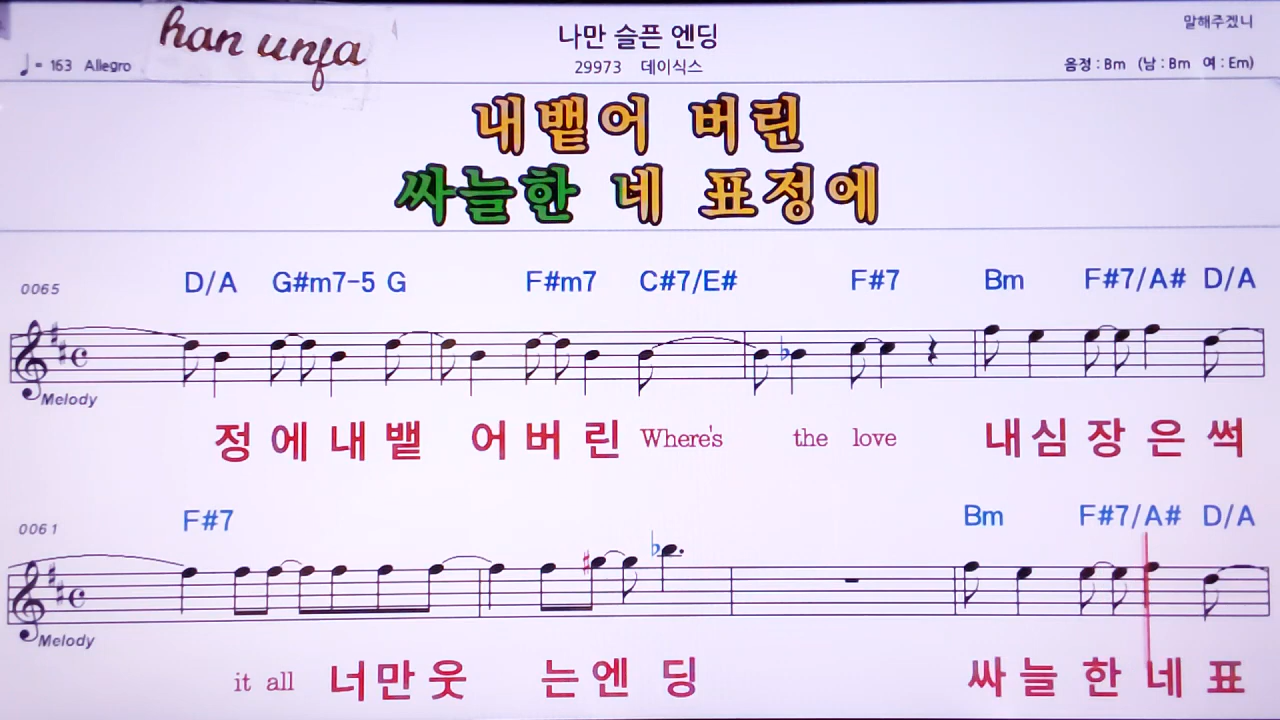 han unfa
♩ = 163 Allegro
나만 슬픈 엔딩
29973 데이식스
말해주겠니
음정 : Bm (남 : Bm 여 : Em)
내뱉어 버린
싸늘한 네 표정에
0065 D/A G#m7-5 G F#m7 C#7/E# F#7 Bm F#7/A# D/A
Melody
정 에 내 뱉 어 버 린 Where's the love 내 심 장 은 썩
0061 F#7 Bm F#7/A# D/A
Melody
it all 너 만 웃 는 엔 딩 싸 늘 한 네 표